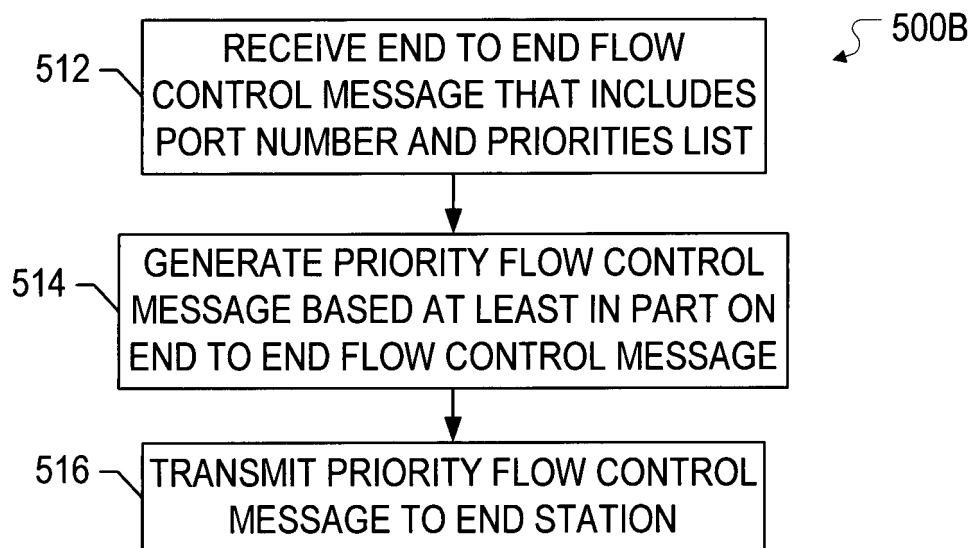 500B
512
RECEIVE END TO END FLOW
CONTROL MESSAGE THAT INCLUDES
PORT NUMBER AND PRIORITIES LIST
514
GENERATE PRIORITY FLOW CONTROL
MESSAGE BASED AT LEAST IN PART ON
END TO END FLOW CONTROL MESSAGE
516
TRANSMIT PRIORITY FLOW CONTROL
MESSAGE TO END STATION